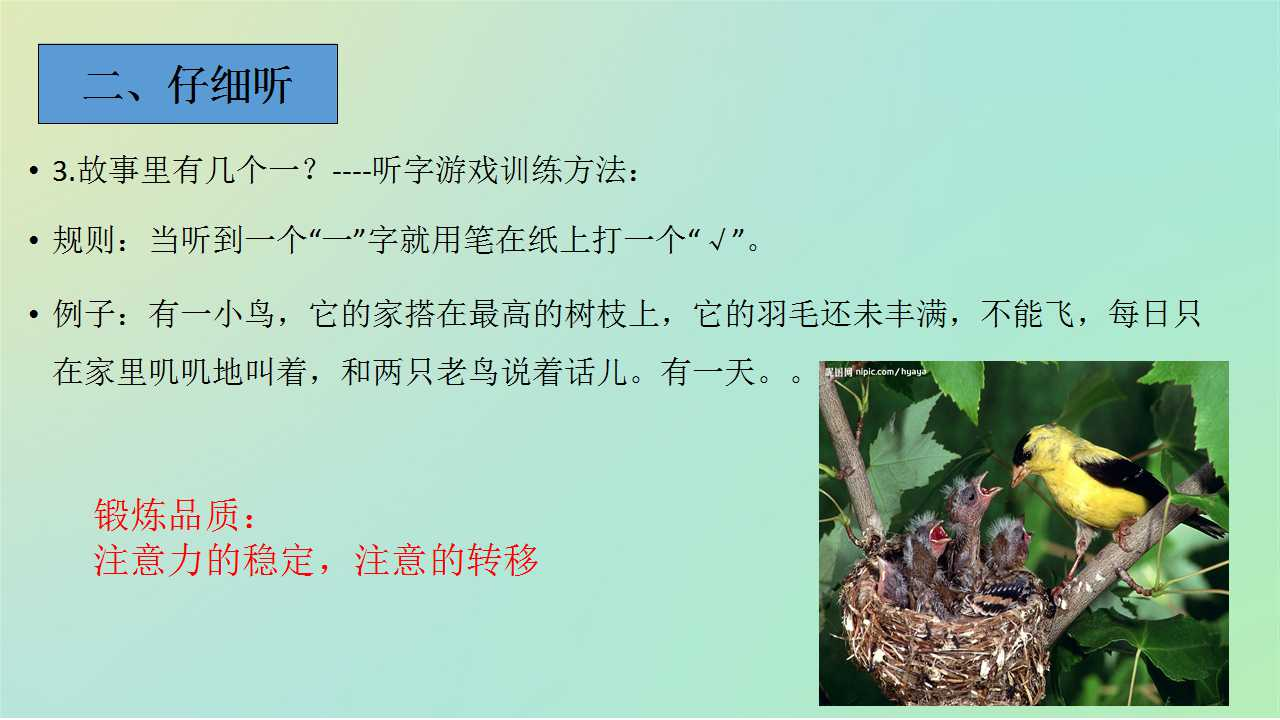 二、仔细听
• 3.故事里有几个一？----听字游戏训练方法：
• 规则：当听到一个“一”字就用笔在纸上打一个“√”。
• 例子：有一小鸟，它的家搭在最高的树枝上，它的羽毛还未丰满，不能飞，每日只
在家里叽叽地叫着，和两只老鸟说着话儿。有一天。。
昵图网 nipic.com/hyaya
锻炼品质：
注意力的稳定，注意的转移